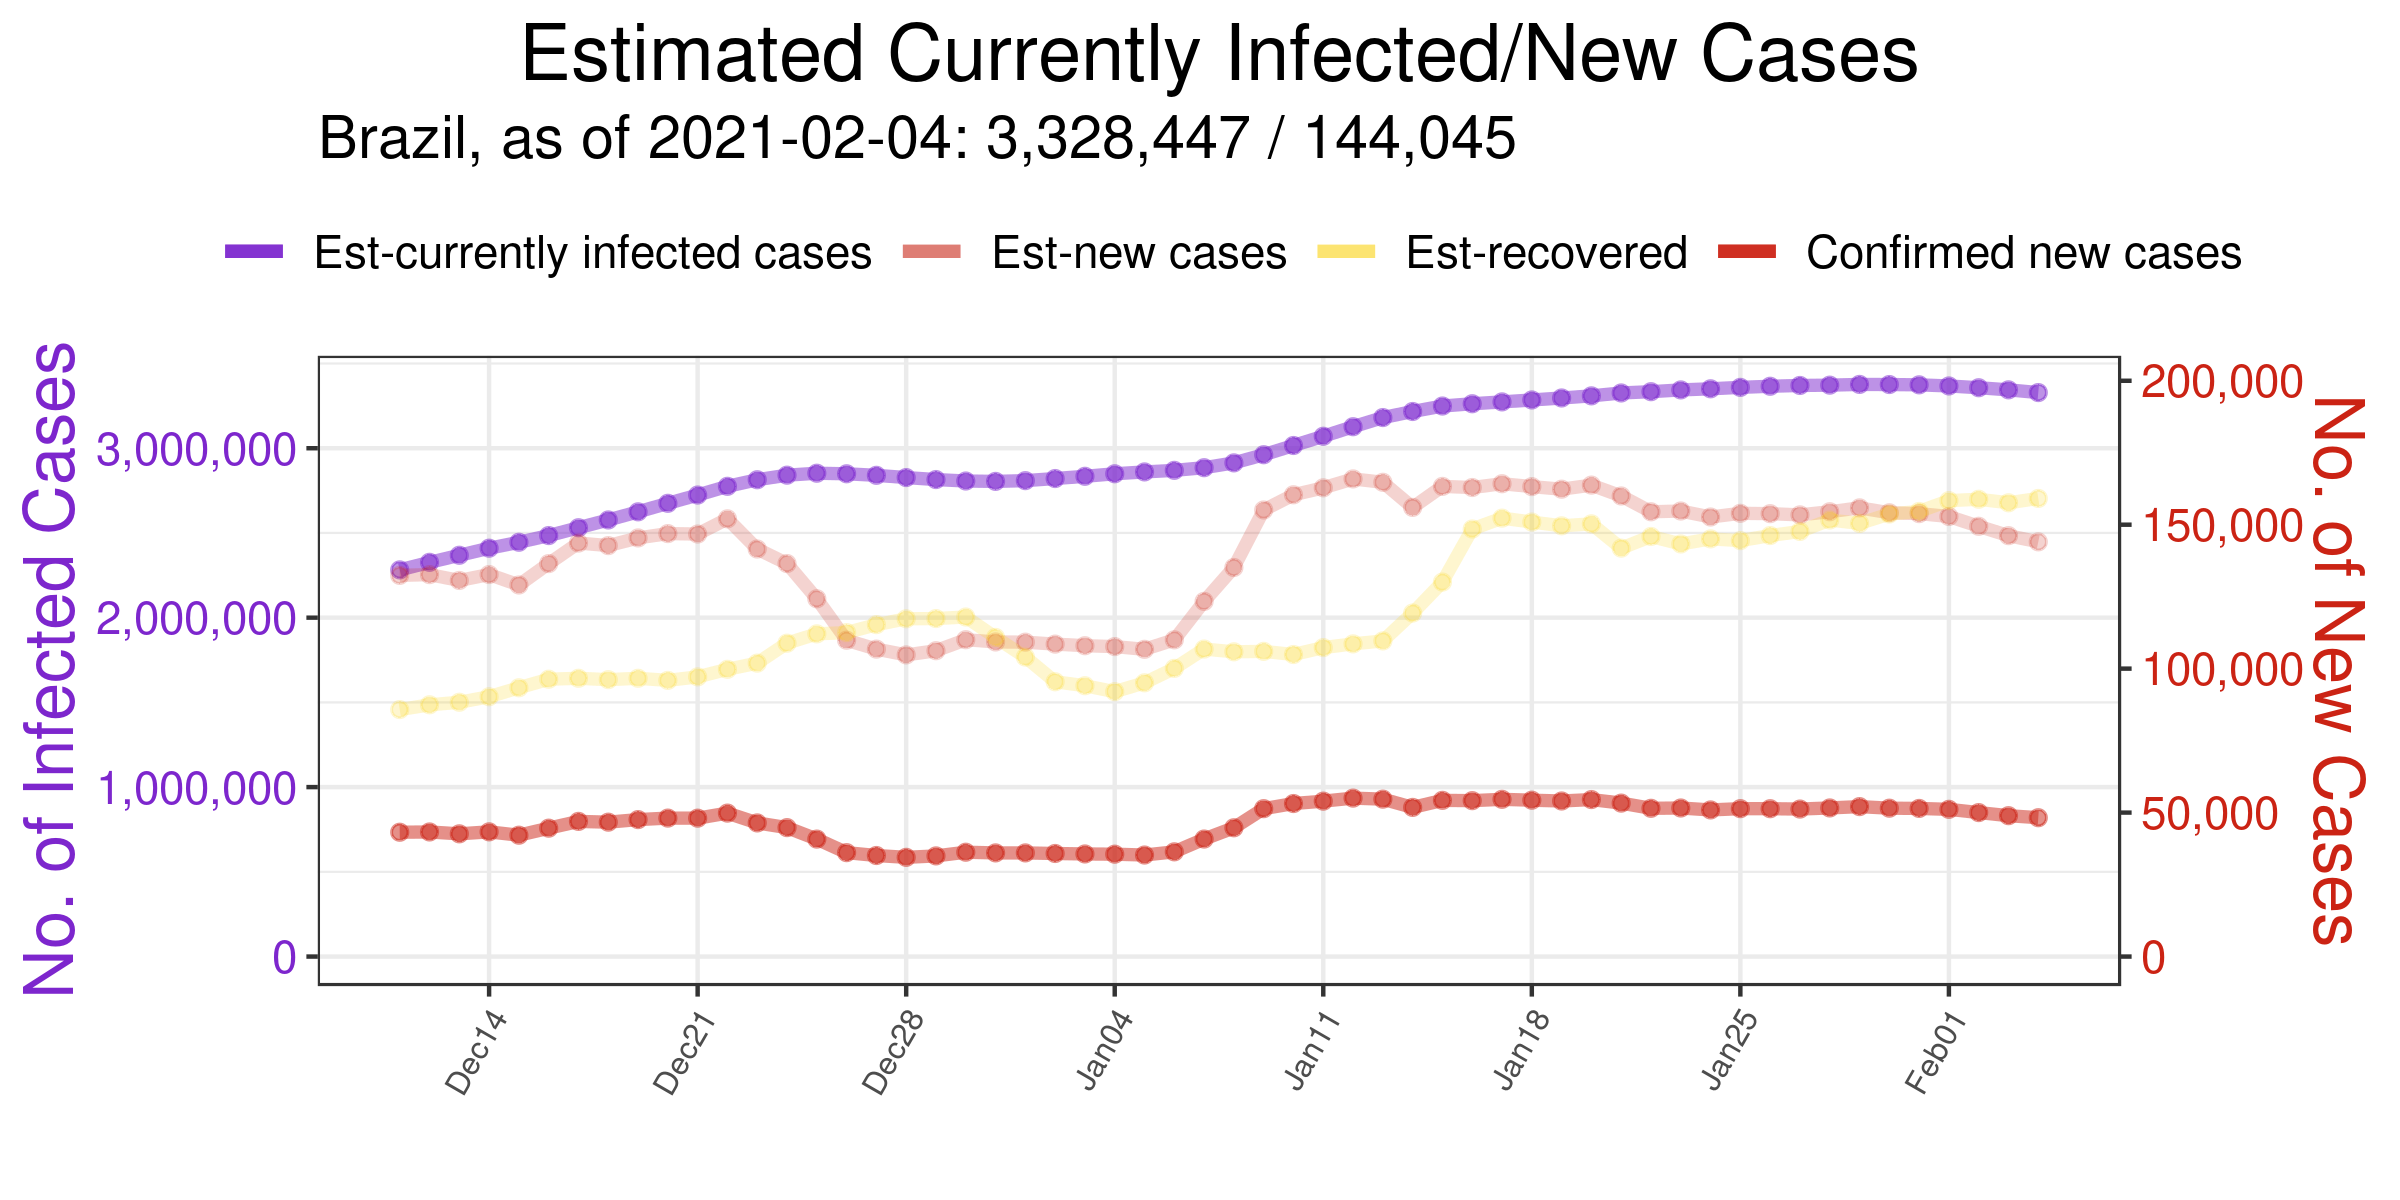 Estimated Currently Infected/New Cases
Brazil, as of 2021-02-04: 3,328,447 / 144,045
Est-currently infected cases Est-new cases Est-recovered Confirmed new cases
No. of Infected Cases
3,000,000
2,000,000
1,000,000
0
200,000
150,000
100,000
50,000
0
No. of New Cases
Dec14 Dec21 Dec28 Jan04 Jan11 Jan18 Jan25 Feb01